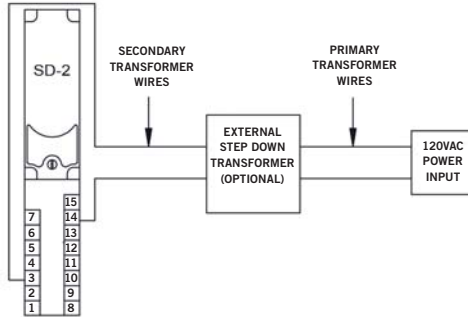 SD-2
SECONDARY
TRANSFORMER
WIRES
PRIMARY
TRANSFORMER
WIRES
EXTERNAL
STEP DOWN
TRANSFORMER
(OPTIONAL)
120VAC
POWER
INPUT
15
7 14
6 13
5 12
4 11
3 10
2 9
1 8